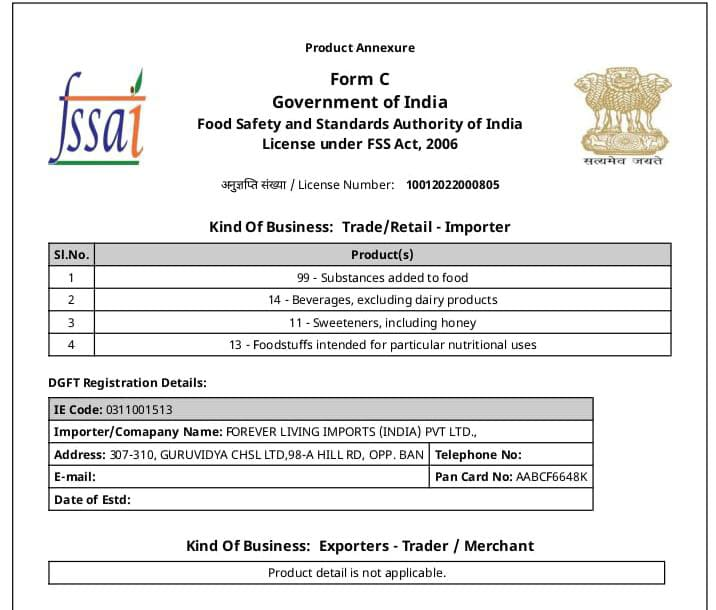 Product Annexure
Form C
Government of India
Food Safety and Standards Authority of India
License under FSS Act, 2006
fssai
सत्यमेव जयते
अनुज्ञप्ति संख्या / License Number: 10012022000805
Kind Of Business: Trade/Retail - Importer
Sl.No. Product(s)
1 99 - Substances added to food
2 14 - Beverages, excluding dairy products
3 11 - Sweeteners, including honey
4 13 - Foodstuffs intended for particular nutritional uses
DGFT Registration Details:
IE Code: 0311001513
Importer/Comapany Name: FOREVER LIVING IMPORTS (INDIA) PVT LTD.,
Address: 307-310, GURUVIDYA CHSL LTD,98-A HILL RD, OPP. BAN Telephone No:
E-mail: Pan Card No: AABCF6648K
Date of Estd:
Kind Of Business: Exporters - Trader / Merchant
Product detail is not applicable.